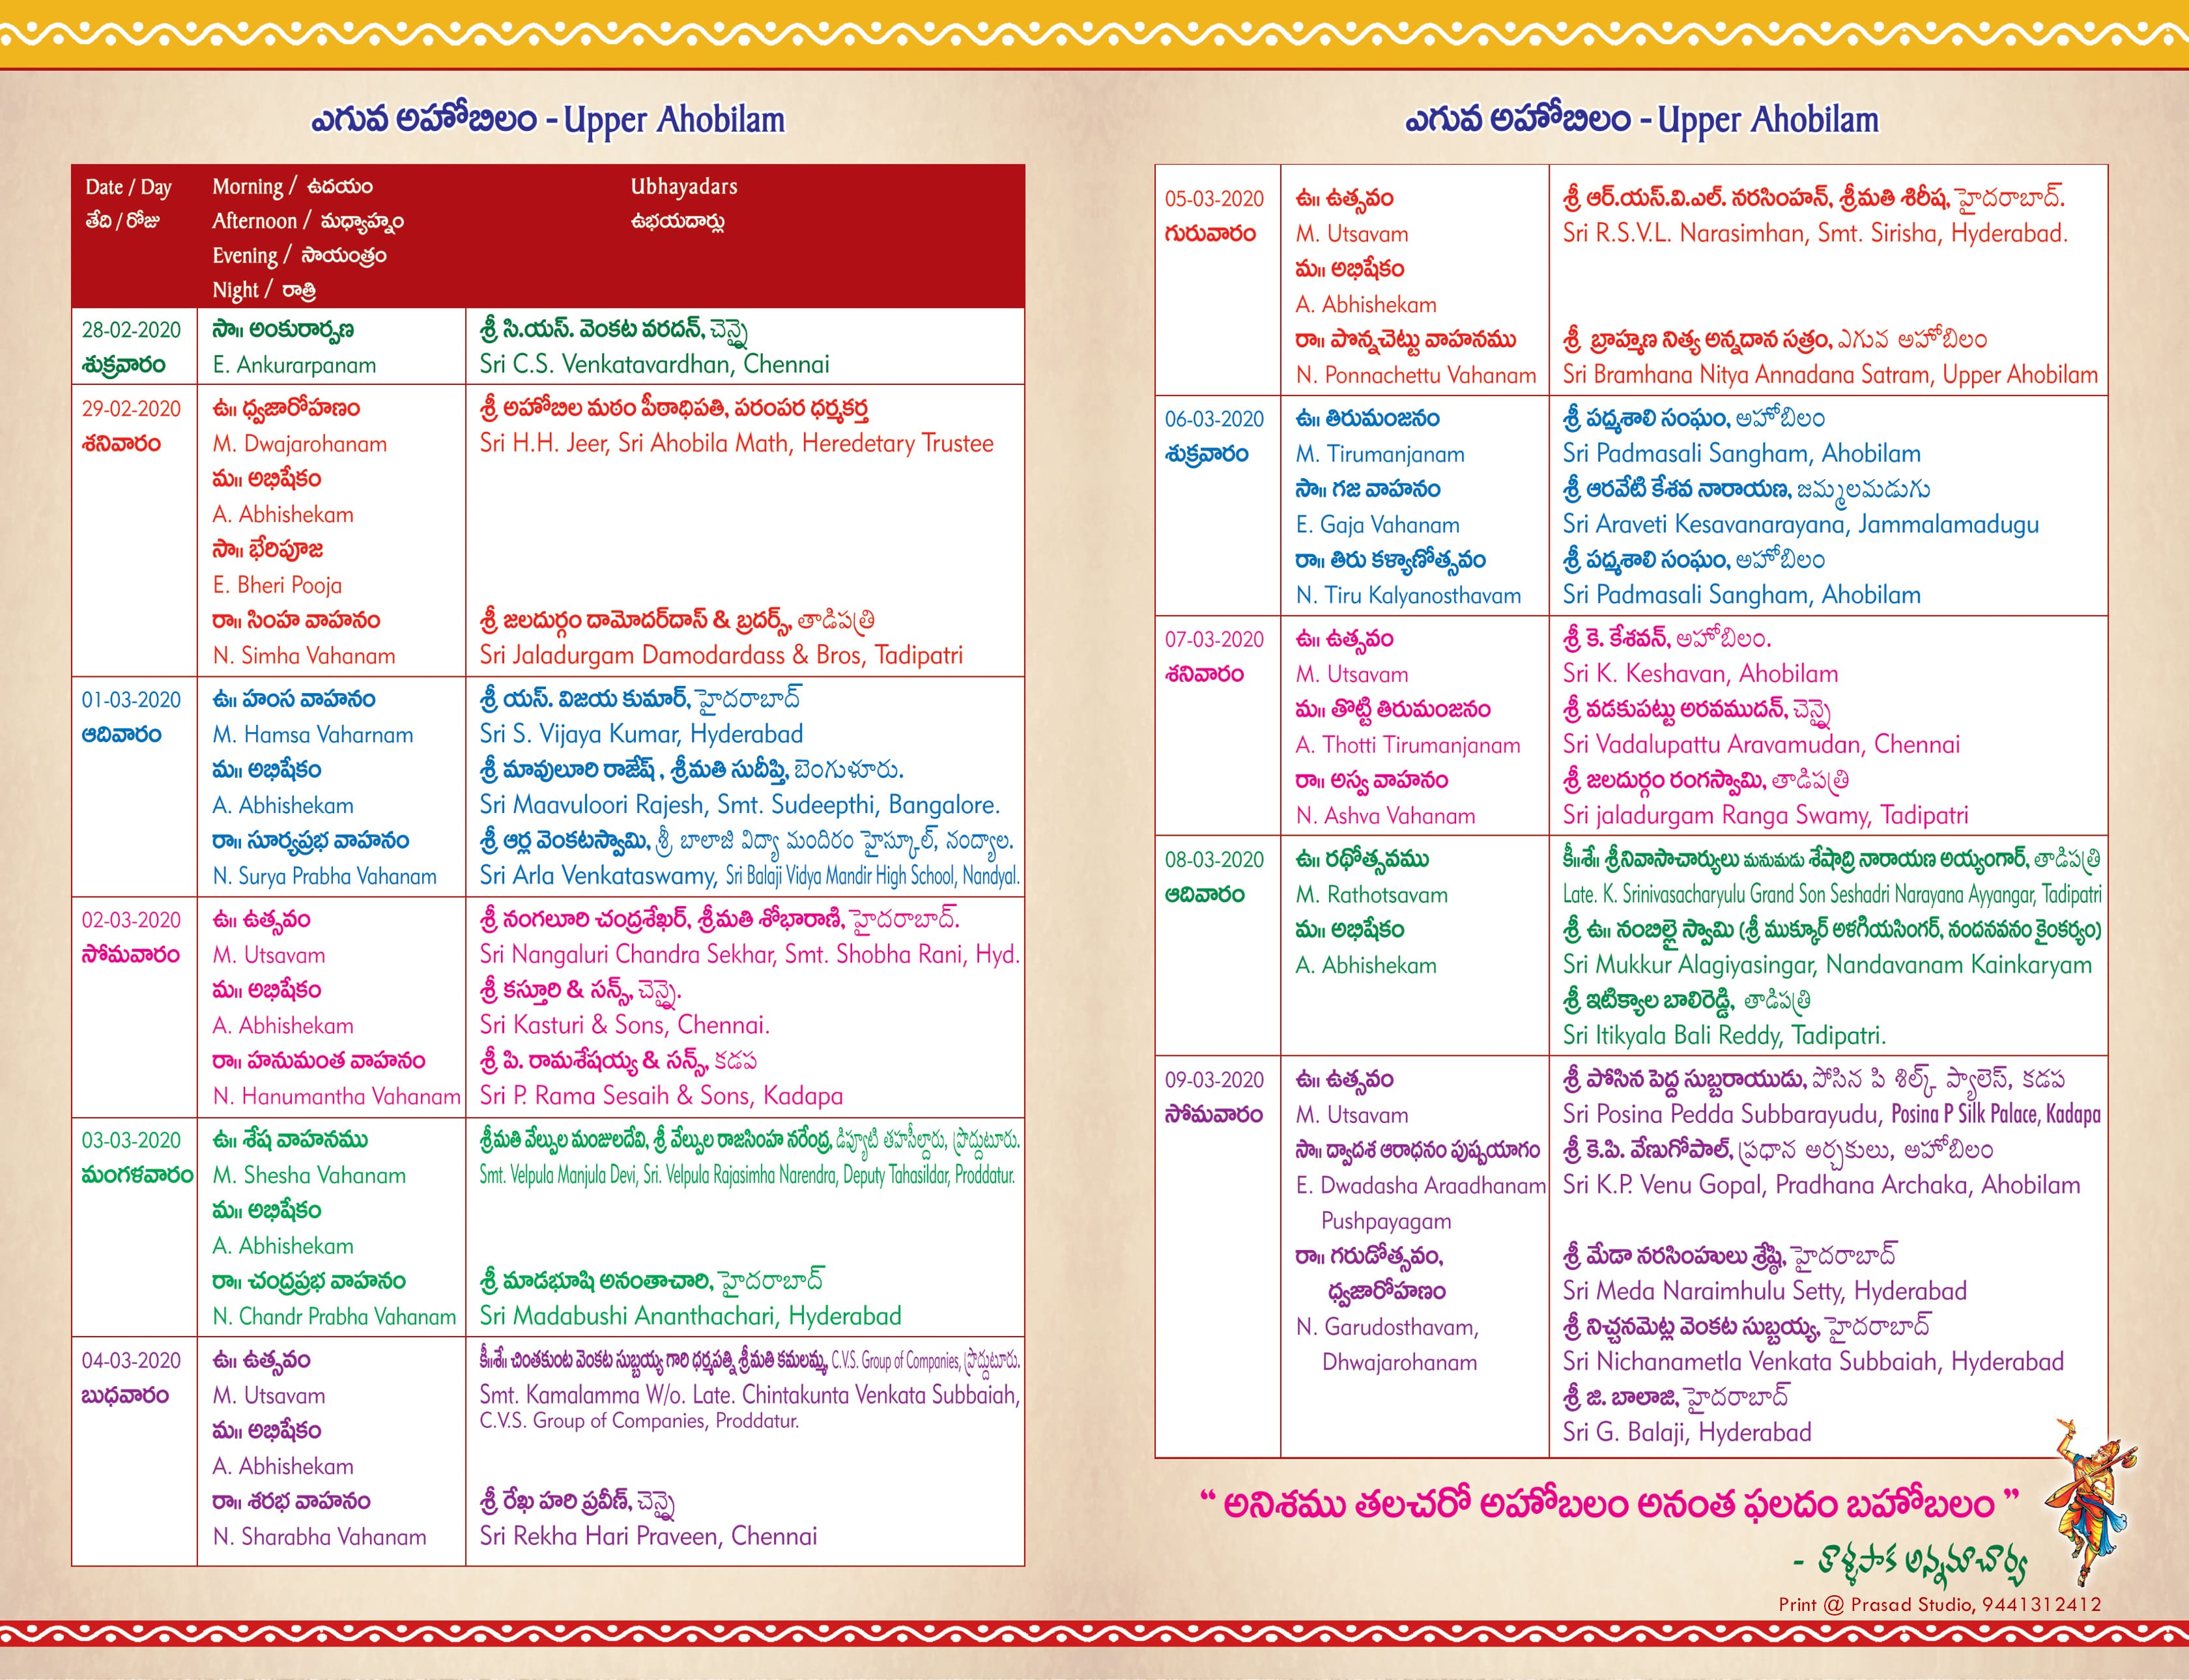 ఎగువ అహోబిలం - Upper Ahobilam
Date / Day
తేది / రోజు
Morning / ఉదయం
Afternoon / మధ్యాహ్నం
Evening / సాయంత్రం
Night / రాత్రి
Ubhayadars
ఉభయదార్లు
28-02-2020
శుక్రవారం
సా॥ అంకురార్పణ
E. Ankurarpanam
శ్రీ సి.యస్. వెంకట వరదన్, చెన్నై
Sri C.S. Venkatavardhan, Chennai
29-02-2020
శనివారం
ఉ॥ ధ్వజారోహణం
M. Dwajarohanam
మ॥ అభిషేకం
A. Abhishekam
సా॥ భేరిపూజ
E. Bheri Pooja
రా॥ సింహ వాహనం
N. Simha Vahanam
శ్రీ అహోబిల మఠం పీఠాధిపతి, పరంపర ధర్మకర్త
Sri H.H. Jeer, Sri Ahobila Math, Heredetary Trustee
శ్రీ జలదుర్గం దామోదర్‌దాస్ & బ్రదర్స్, తాడిపత్రి
Sri Jaladurgam Damodardass & Bros, Tadipatri
01-03-2020
ఆదివారం
ఉ॥ హంస వాహనం
M. Hamsa Vaharnam
మ॥ అభిషేకం
A. Abhishekam
రా॥ సూర్యప్రభ వాహనం
N. Surya Prabha Vahanam
శ్రీ యస్. విజయ కుమార్, హైదరాబాద్
Sri S. Vijaya Kumar, Hyderabad
శ్రీ మావులూరి రాజేష్ , శ్రీమతి సుదీప్తి, బెంగుళూరు.
Sri Maavuloori Rajesh, Smt. Sudeepthi, Bangalore.
శ్రీ ఆర్ల వెంకటస్వామి, శ్రీ బాలాజి విద్యా మందిరం హైస్కూల్, నంద్యాల.
Sri Arla Venkataswamy, Sri Balaji Vidya Mandir High School, Nandyal.
02-03-2020
సోమవారం
ఉ॥ ఉత్సవం
M. Utsavam
మ॥ అభిషేకం
A. Abhishekam
రా॥ హనుమంత వాహనం
N. Hanumantha Vahanam
శ్రీ నంగలూరి చంద్రశేఖర్, శ్రీమతి శోభారాణి, హైదరాబాద్.
Sri Nangaluri Chandra Sekhar, Smt. Shobha Rani, Hyd.
శ్రీ కస్తూరి & సన్స్, చెన్నై.
Sri Kasturi & Sons, Chennai.
శ్రీ పి. రామశేషయ్య & సన్స్, కడప
Sri P. Rama Sesaih & Sons, Kadapa
03-03-2020
మంగళవారం
ఉ॥ శేష వాహనము
M. Shesha Vahanam
మ॥ అభిషేకం
A. Abhishekam
రా॥ చంద్రప్రభ వాహనం
N. Chandr Prabha Vahanam
శ్రీమతి వేల్పుల మంజులదేవి, శ్రీ వేల్పుల రాజసింహ నరేంద్ర, డిప్యూటి తహసీల్దారు, ప్రొద్దుటూరు.
Smt. Velpula Manjula Devi, Sri. Velpula Rajasimha Narendra, Deputy Tahasildar, Proddatur.
శ్రీ మాడభూషి అనంతాచారి, హైదరాబాద్
Sri Madabushi Ananthachari, Hyderabad
04-03-2020
బుధవారం
ఉ॥ ఉత్సవం
M. Utsavam
మ॥ అభిషేకం
A. Abhishekam
రా॥ శరభ వాహనం
N. Sharabha Vahanam
కీ॥శే॥ చింతకుంట వెంకట సుబ్బయ్య గారి ధర్మపత్ని శ్రీమతి కమలమ్మ, C.V.S. Group of Companies, ప్రొద్దుటూరు.
Smt. Kamalamma W/o. Late. Chintakunta Venkata Subbaiah,
C.V.S. Group of Companies, Proddatur.
శ్రీ రేఖ హరి ప్రవీణ్, చెన్నై
Sri Rekha Hari Praveen, Chennai
ఎగువ అహోబిలం - Upper Ahobilam
05-03-2020
గురువారం
ఉ॥ ఉత్సవం
M. Utsavam
మ॥ అభిషేకం
A. Abhishekam
రా॥ పొన్నచెట్టు వాహనము
N. Ponnachettu Vahanam
శ్రీ ఆర్.యస్.వి.ఎల్. నరసింహన్, శ్రీమతి శిరీష, హైదరాబాద్.
Sri R.S.V.L. Narasimhan, Smt. Sirisha, Hyderabad.
శ్రీ బ్రాహ్మణ నిత్య అన్నదాన సత్రం, ఎగువ అహోబిలం
Sri Bramhana Nitya Annadana Satram, Upper Ahobilam
06-03-2020
శుక్రవారం
ఉ॥ తిరుమంజనం
M. Tirumanjanam
సా॥ గజ వాహనం
E. Gaja Vahanam
రా॥ తిరు కళ్యాణోత్సవం
N. Tiru Kalyanosthavam
శ్రీ పద్మశాలి సంఘం, అహోబిలం
Sri Padmasali Sangham, Ahobilam
శ్రీ ఆరవేటి కేశవ నారాయణ, జమ్మలమడుగు
Sri Araveti Kesavanarayana, Jammalamadugu
శ్రీ పద్మశాలి సంఘం, అహోబిలం
Sri Padmasali Sangham, Ahobilam
07-03-2020
శనివారం
ఉ॥ ఉత్సవం
M. Utsavam
మ॥ తొట్టి తిరుమంజనం
A. Thotti Tirumanjanam
రా॥ అస్వ వాహనం
N. Ashva Vahanam
శ్రీ కె. కేశవన్, అహోబిలం.
Sri K. Keshavan, Ahobilam
శ్రీ వడకుపట్టు అరవముదన్, చెన్నై
Sri Vadalupattu Aravamudan, Chennai
శ్రీ జలదుర్గం రంగస్వామి, తాడిపత్రి
Sri jaladurgam Ranga Swamy, Tadipatri
08-03-2020
ఆదివారం
ఉ॥ రథోత్సవము
M. Rathotsavam
మ॥ అభిషేకం
A. Abhishekam
కీ॥శే॥ శ్రీనివాసాచార్యులు మనుమడు శేషాద్రి నారాయణ అయ్యంగార్, తాడిపత్రి
Late. K. Srinivasacharyulu Grand Son Seshadri Narayana Ayyangar, Tadipatri
శ్రీ ఉ॥ నంబిల్లై స్వామి (శ్రీ ముక్కూర్ అళగియసింగర్, నందనవనం కైంకర్యం)
Sri Mukkur Alagiyasingar, Nandavanam Kainkaryam
శ్రీ ఇటిక్యాల బాలిరెడ్డి, తాడిపత్రి
Sri Itikyala Bali Reddy, Tadipatri.
09-03-2020
సోమవారం
ఉ॥ ఉత్సవం
M. Utsavam
సా॥ ద్వాదశ ఆరాధనం పుష్పయాగం
E. Dwadasha Araadhanam
Pushpayagam
రా॥ గరుడోత్సవం,
ధ్వజారోహణం
N. Garudosthavam,
Dhwajarohanam
శ్రీ పోసిన పెద్ద సుబ్బరాయుడు, పోసిన పి శిల్క్ ప్యాలెస్, కడప
Sri Posina Pedda Subbarayudu, Posina P Silk Palace, Kadapa
శ్రీ కె.పి. వేణుగోపాల్, ప్రధాన అర్చకులు, అహోబిలం
Sri K.P. Venu Gopal, Pradhana Archaka, Ahobilam
శ్రీ మేడా నరసింహులు శ్రేష్ఠి, హైదరాబాద్
Sri Meda Naraimhulu Setty, Hyderabad
శ్రీ నిచ్చనమెట్ల వెంకట సుబ్బయ్య, హైదరాబాద్
Sri Nichanametla Venkata Subbaiah, Hyderabad
శ్రీ జి. బాలాజి, హైదరాబాద్
Sri G. Balaji, Hyderabad
“ అనిశము తలచరో అహోబలం అనంత ఫలదం బహోబలం ”
- తాళ్ళపాక అన్నమాచార్య
Print @ Prasad Studio, 9441312412